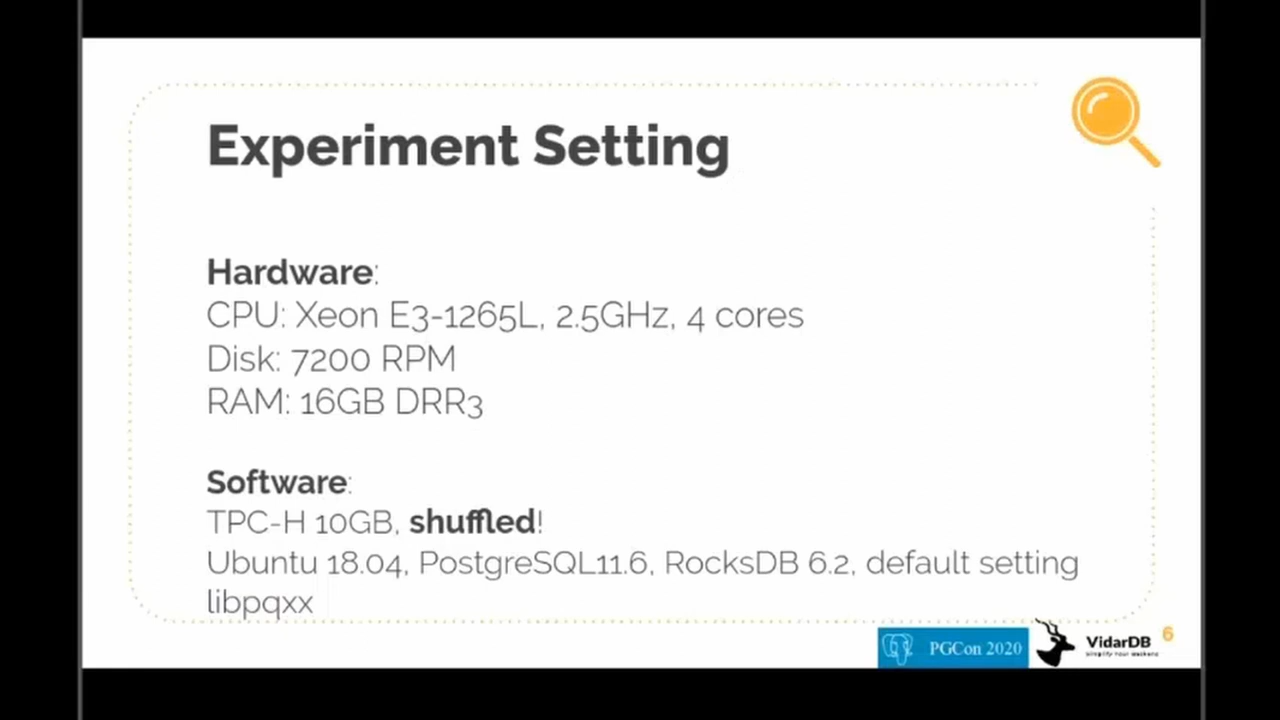 Experiment Setting
Hardware:
CPU: Xeon E3-1265L, 2.5GHz, 4 cores
Disk: 7200 RPM
RAM: 16GB DRR3
Software:
TPC-H 10GB, shuffled!
Ubuntu 18.04, PostgreSQL11.6, RocksDB 6.2, default setting
libpqxx
PGCon 2020
VidarDB
6